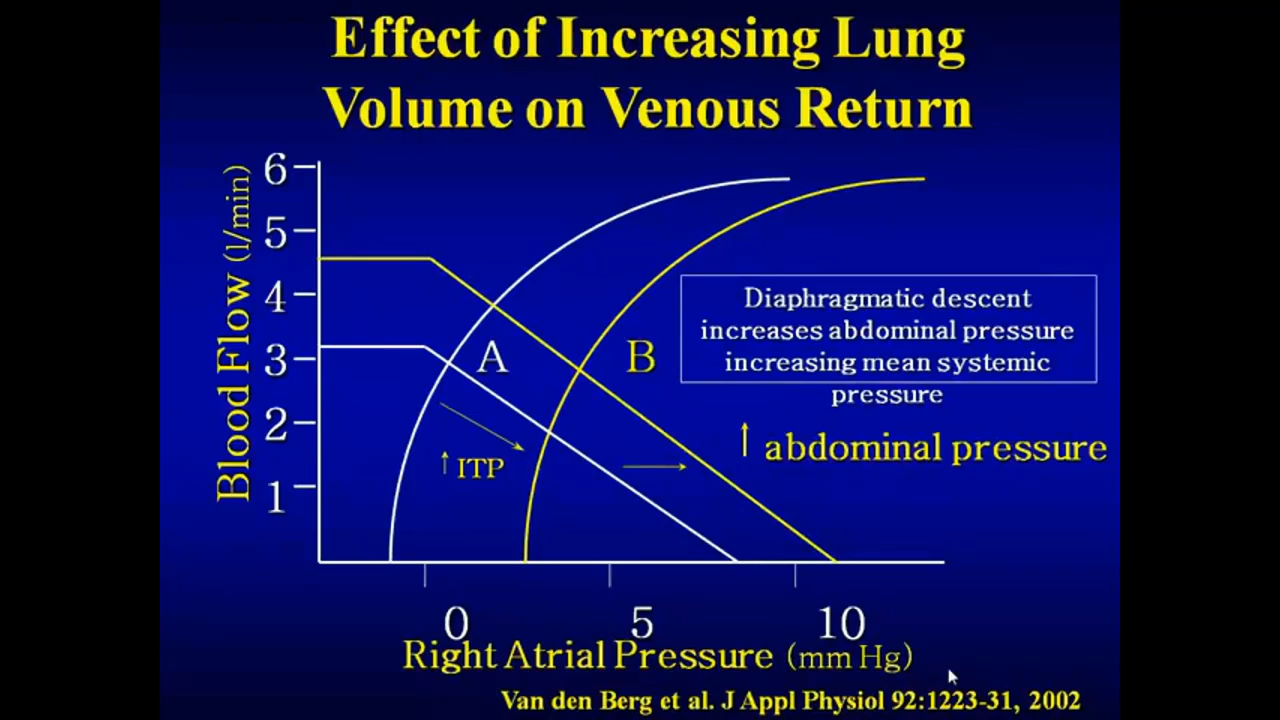 Effect of Increasing Lung
Volume on Venous Return
6
5
4
3
2
1
Blood Flow (l/min)
A
B
Diaphragmatic descent
increases abdominal pressure
increasing mean systemic
pressure
↑ ITP
↑ abdominal pressure
0 5 10
Right Atrial Pressure (mm Hg)
Van den Berg et al. J Appl Physiol 92:1223-31, 2002